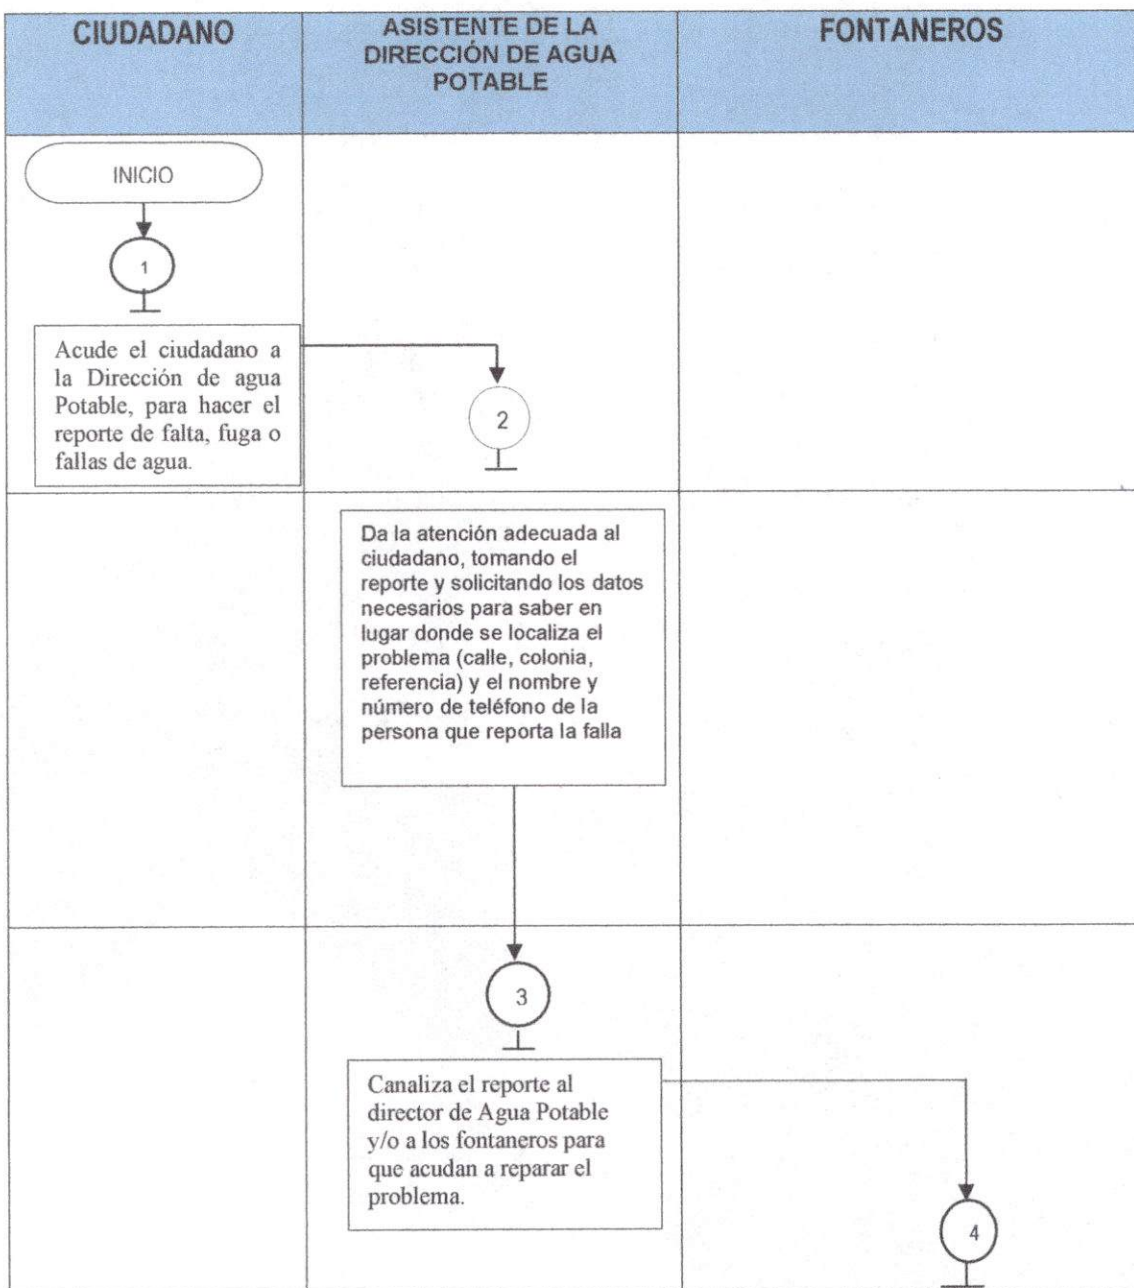 CIUDADANO
ASISTENTE DE LA
DIRECCIÓN DE AGUA
POTABLE
FONTANEROS
INICIO
1
Acude el ciudadano a
la Dirección de agua
Potable, para hacer el
reporte de falta, fuga o
fallas de agua.
2
Da la atención adecuada al
ciudadano, tomando el
reporte y solicitando los datos
necesarios para saber en
lugar donde se localiza el
problema (calle, colonia,
referencia) y el nombre y
número de teléfono de la
persona que reporta la falla
3
Canaliza el reporte al
director de Agua Potable
y/o a los fontaneros para
que acudan a reparar el
problema.
4